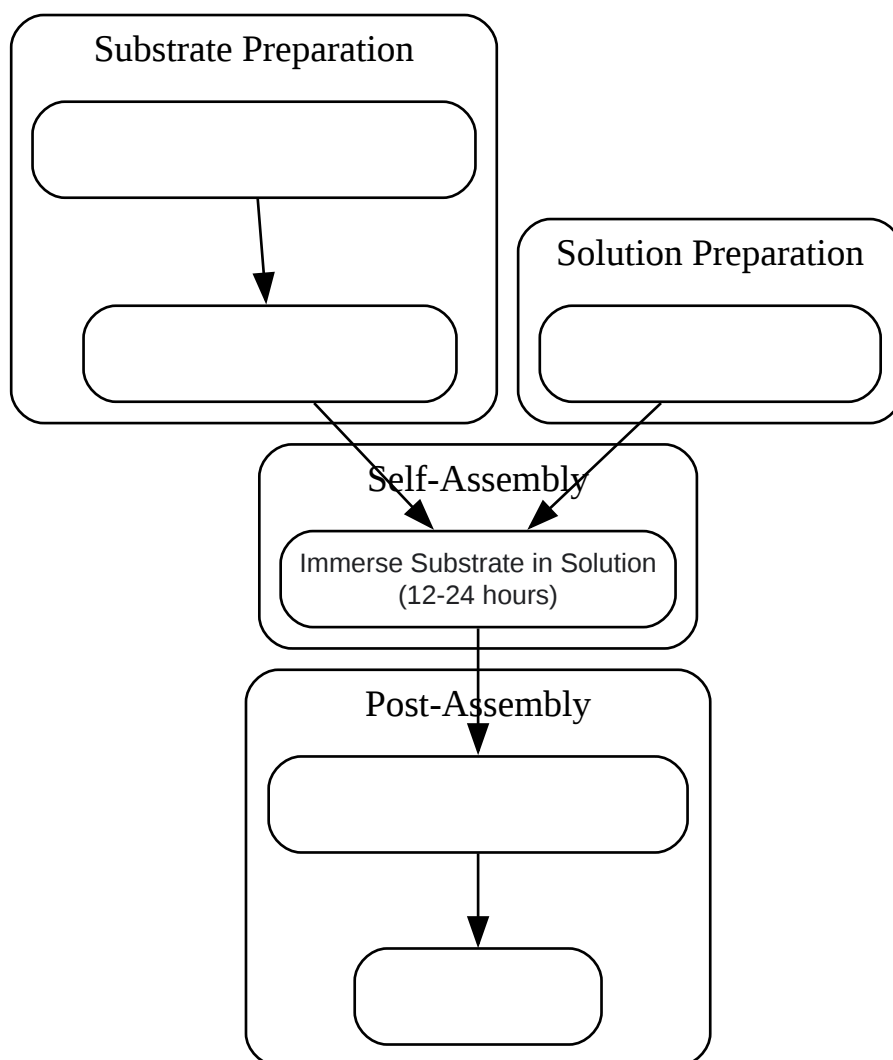 Substrate Preparation
Solution Preparation
Self-Assembly
Immerse Substrate in Solution
(12-24 hours)
Post-Assembly